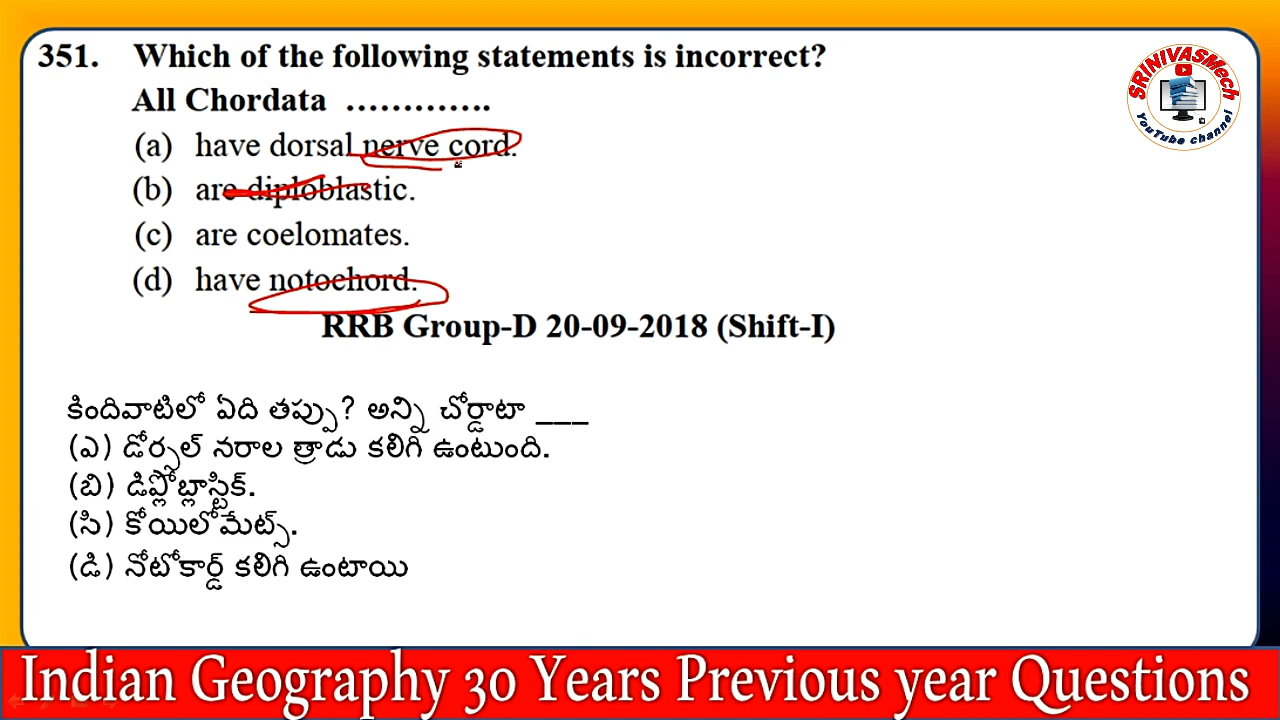 351. Which of the following statements is incorrect?
All Chordata .............
(a) have dorsal nerve cord.
(b) are diploblastic.
(c) are coelomates.
(d) have notochord.
RRB Group-D 20-09-2018 (Shift-I)
కిందివాటిలో ఏది తప్పు? అన్ని చోర్డాటా ___
(ఎ) డోర్సల్ నరాల త్రాడు కలిగి ఉంటుంది.
(బి) డిప్లోబ్లాస్టిక్.
(సి) కోయిలోమేట్స్.
(డి) నోటోకార్డ్ కలిగి ఉంటాయి
SRINIVASMech
YouTube channel
Indian Geography 30 Years Previous year Questions